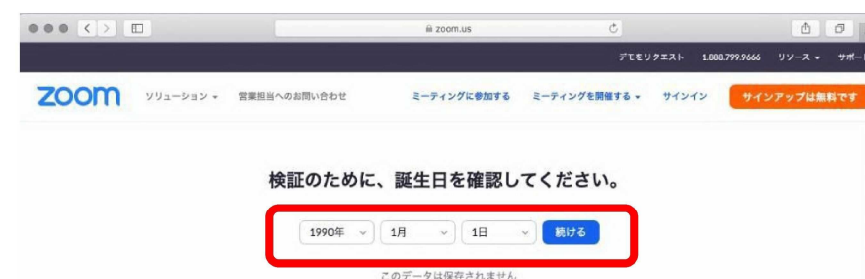 zoom.us
デモをリクエスト 1.888.799.9666 リソース サポート
zoom ソリューション 営業担当へのお問い合わせ ミーティングに参加する ミーティングを開催する サインイン サインアップは無料です
検証のために、誕生日を確認してください。
1990年 1月 1日 続ける
このデータは保存されません